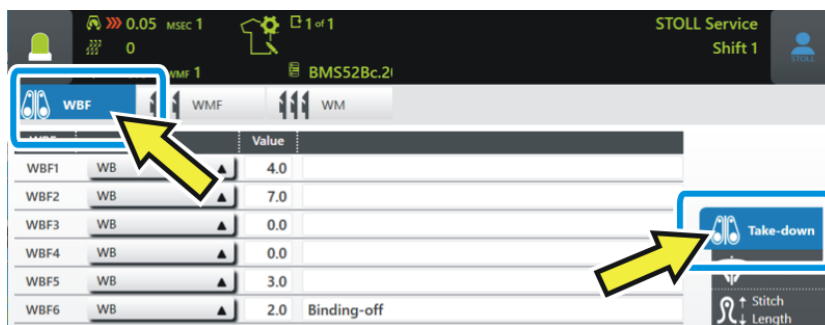 0.05 MSEC 1
1 of 1
STOLL Service
0
Shift 1
STOLL
WMF 1
BMS52Bc.2
WBF
WMF
WM
Value
WBF1 WB ▲ 4.0
WBF2 WB ▲ 7.0
WBF3 WB ▲ 0.0
WBF4 WB ▲ 0.0
WBF5 WB ▲ 3.0
WBF6 WB ▲ 2.0 Binding-off
Take-down
Stitch
Length